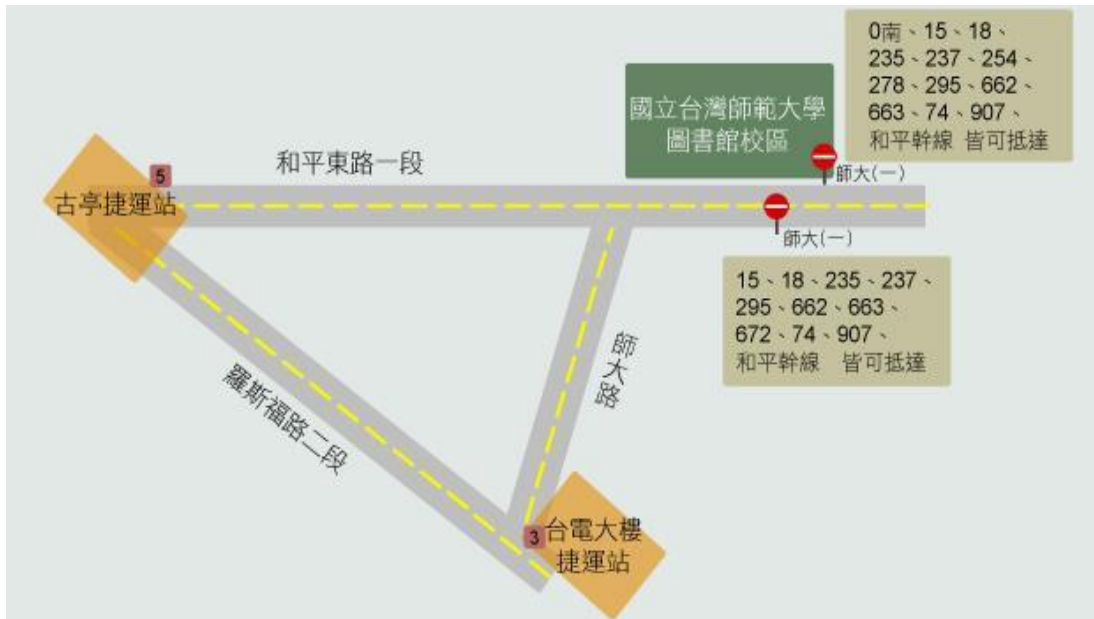 0南、15、18、
235、237、254、
278、295、662、
663、74、907、
和平幹線 皆可抵達
國立台灣師範大學
圖書館校區
和平東路一段
5
古亭捷運站
師大(一)
師大(一)
15、18、235、237、
295、662、663、
672、74、907、
和平幹線 皆可抵達
師大路
羅斯福路二段
3
台電大樓
捷運站